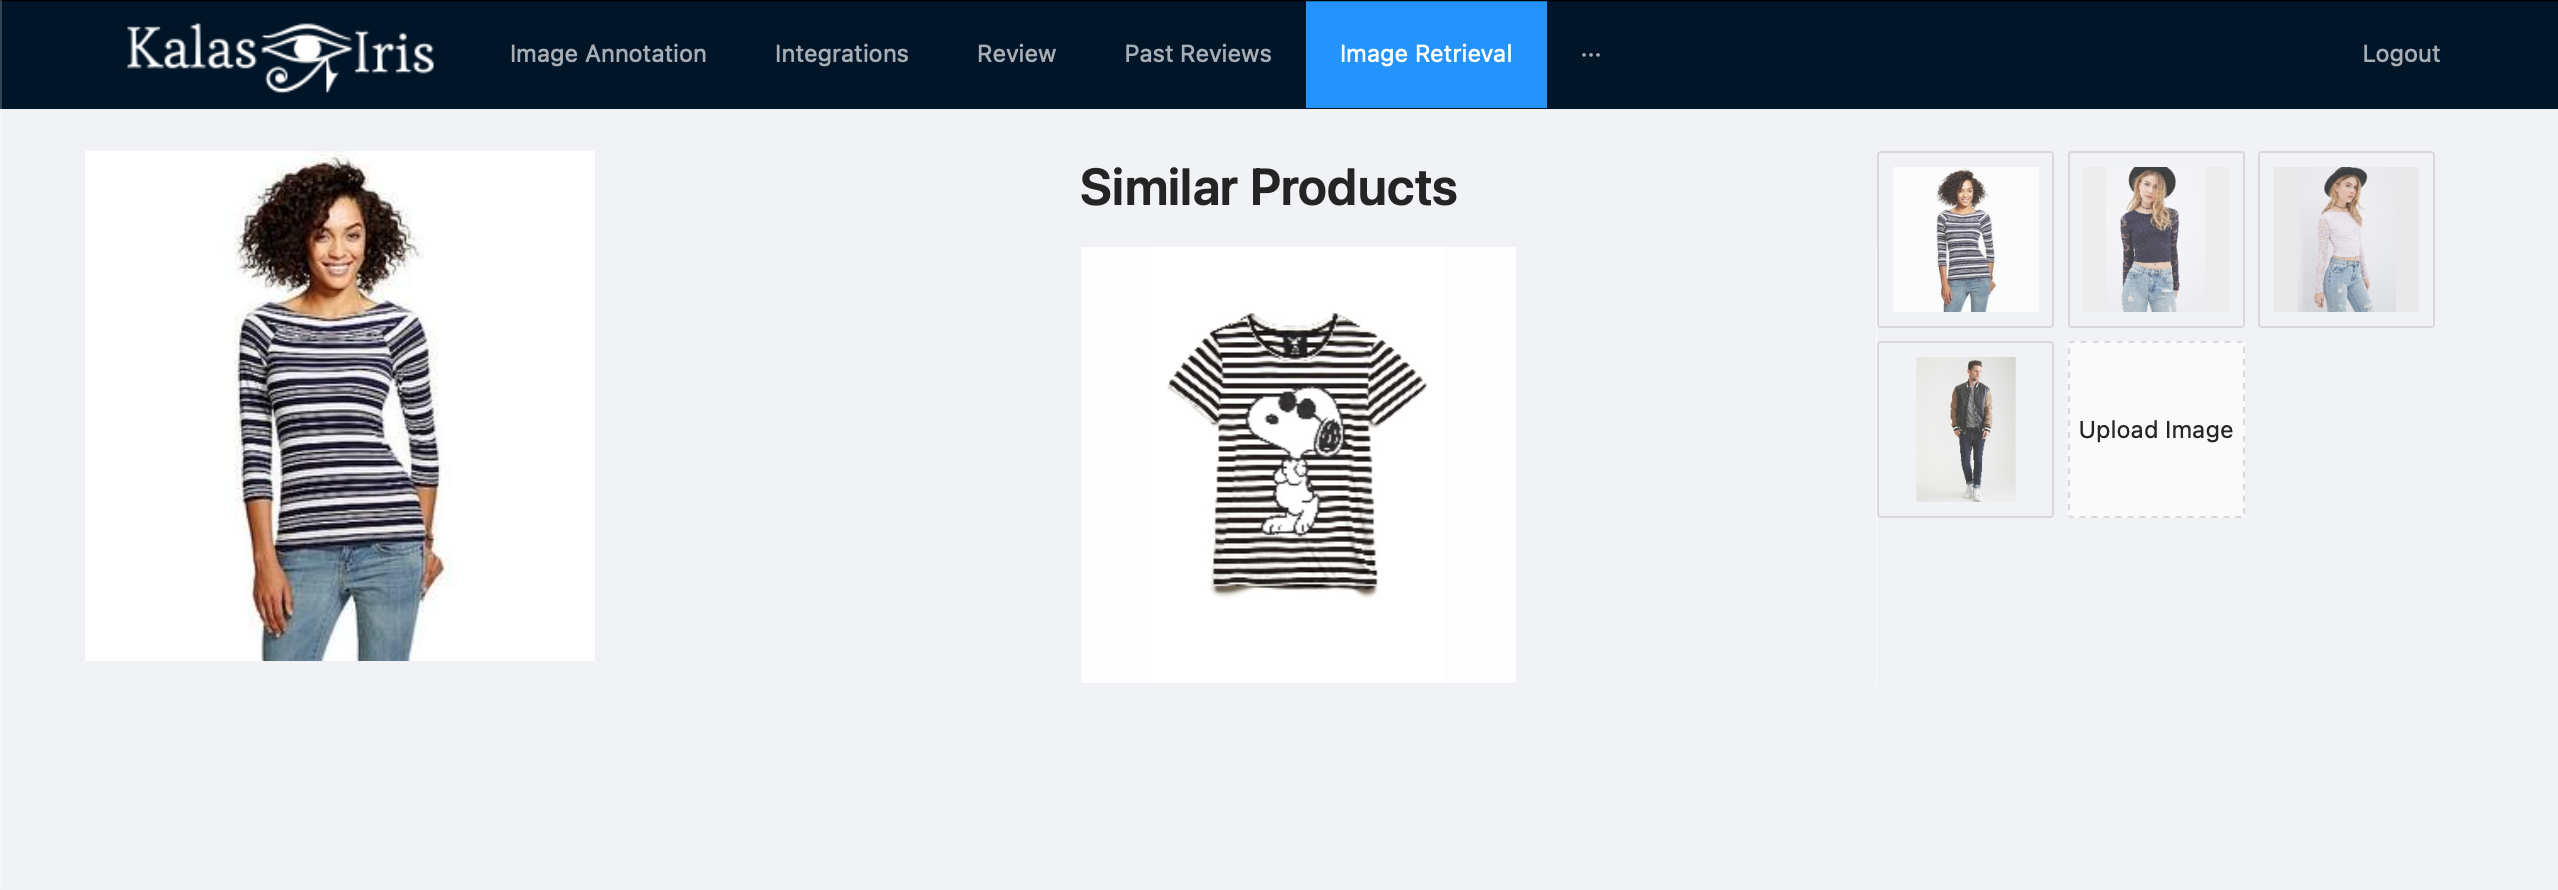 Kalas Iris
Image Annotation
Integrations
Review
Past Reviews
Image Retrieval
...
Logout
Similar Products
Upload Image